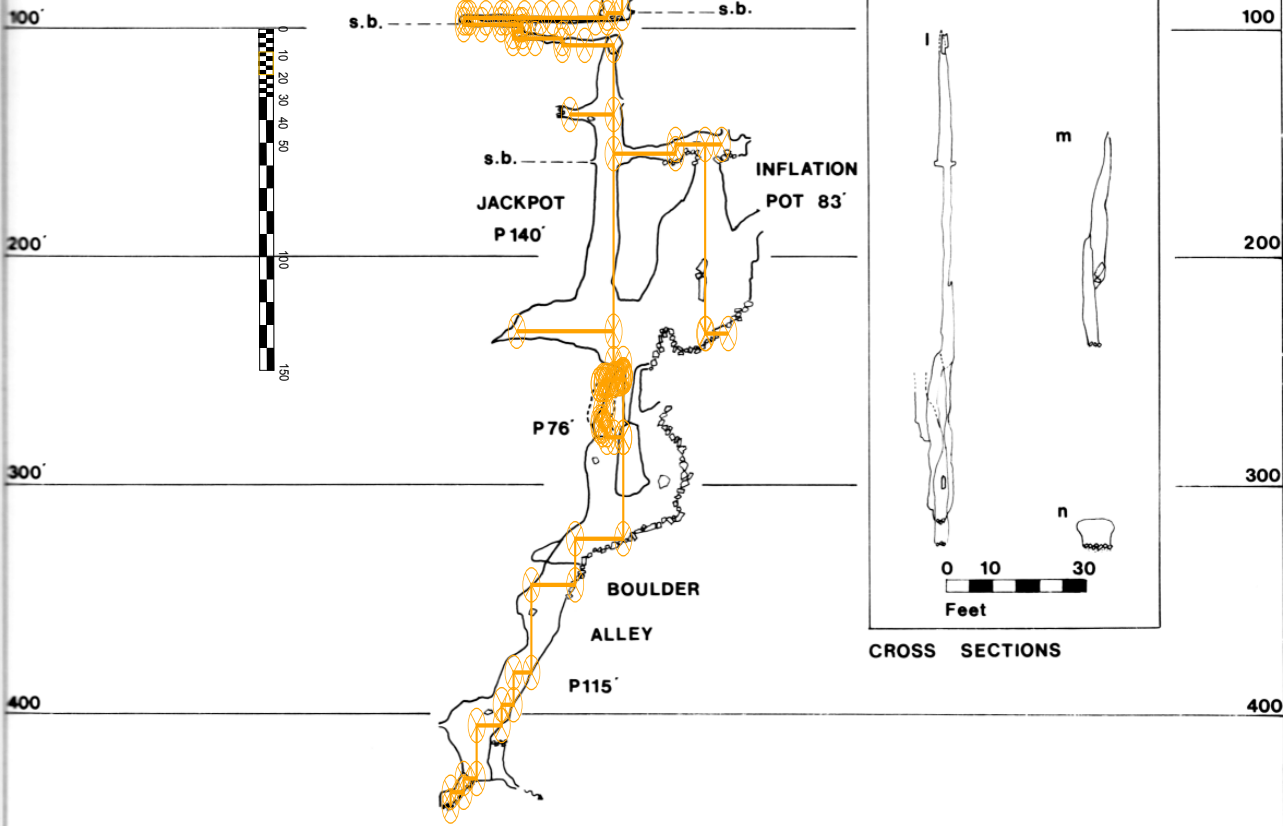 s.b.
100´
s.b.
100
0
10
20
30
40
50
100
150
l
m
s.b.
INFLATION
POT 83´
JACKPOT
P 140´
200´
200
P 76´
300´
300
n
0 10 30
Feet
BOULDER
ALLEY
CROSS SECTIONS
P115´
400
400